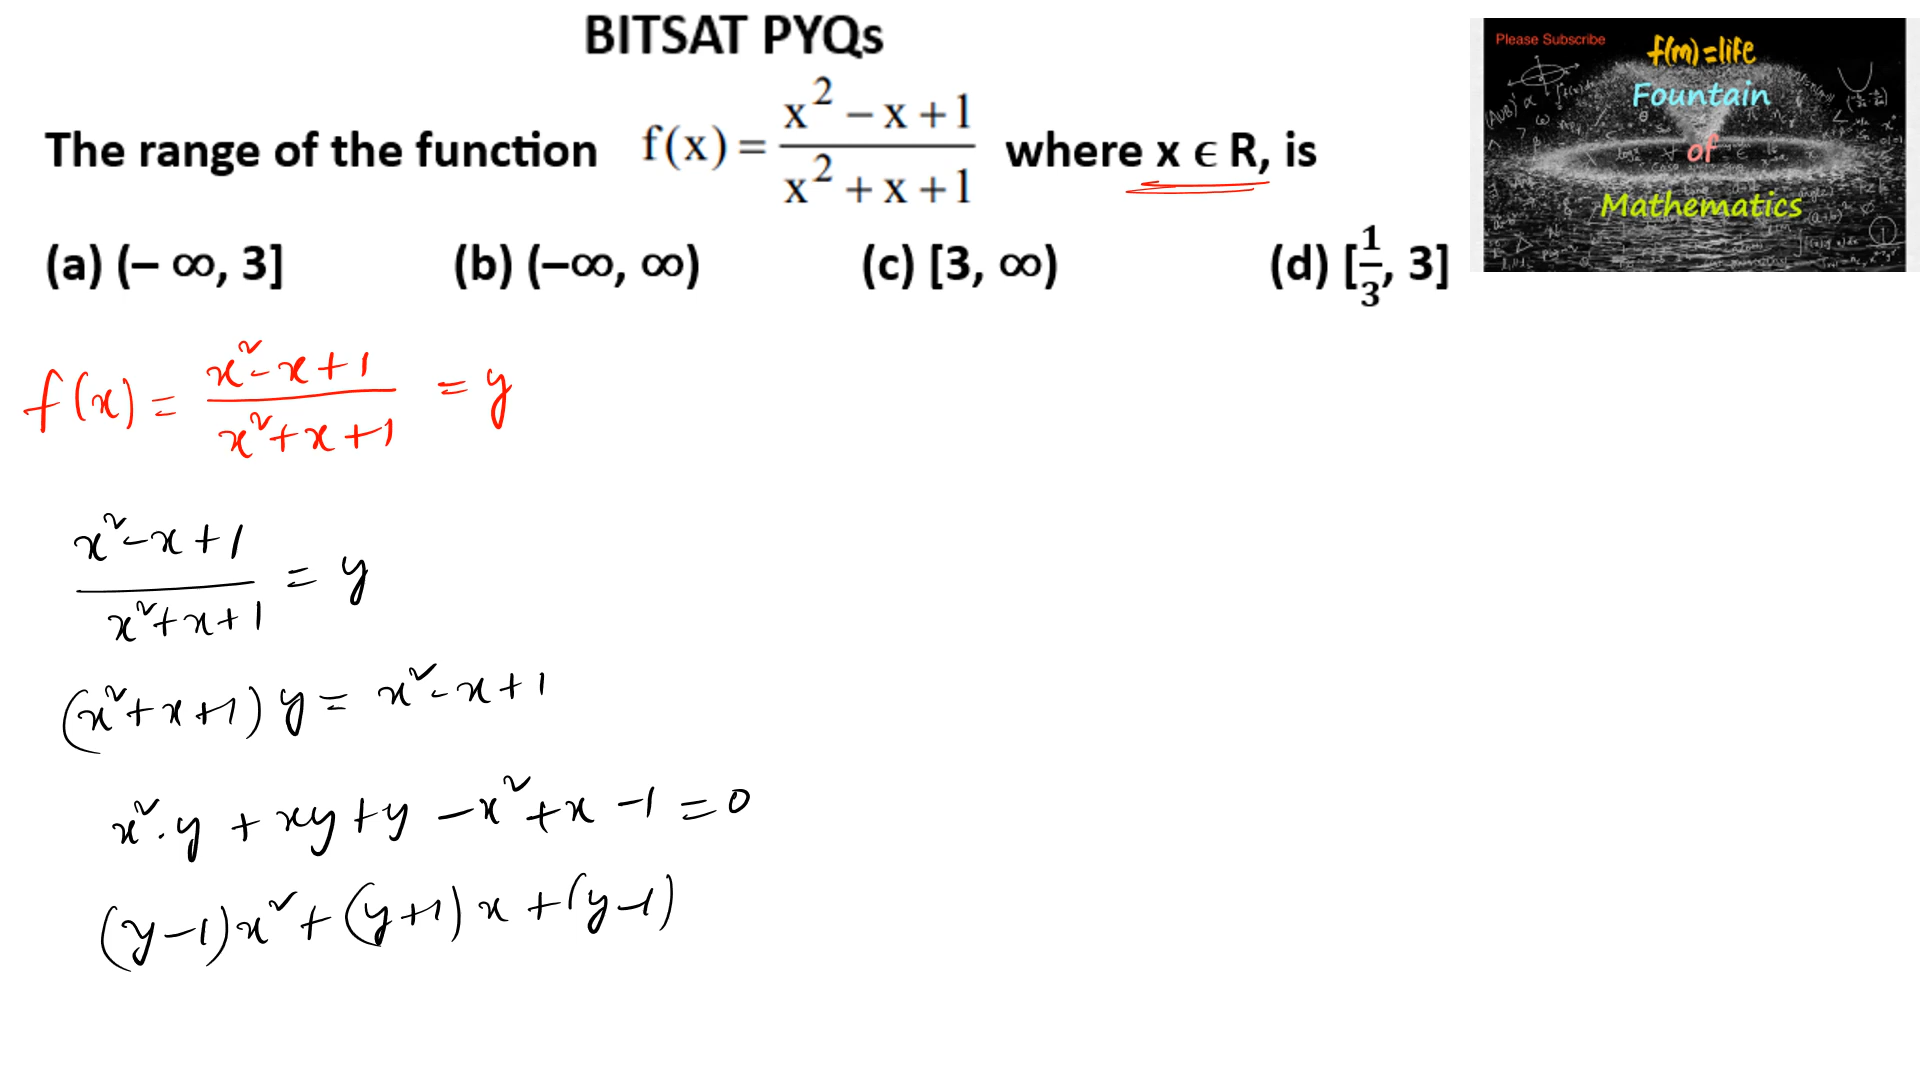 BITSAT PYQs
The range of the function f(x) = (x² − x + 1)/(x² + x + 1) where x ϵ R, is
(a) (– ∞, 3] (b) (–∞, ∞) (c) [3, ∞) (d) [1/3, 3]
Please Subscribe
f(m)=life
Fountain
of
Mathematics
f(x) = (x² - x + 1)/(x² + x + 1) = y
(x² - x + 1)/(x² + x + 1) = y
(x² + x + 1) y = x² - x + 1
x².y + xy + y - x² + x - 1 = 0
(y-1)x² + (y+1)x + (y-1)